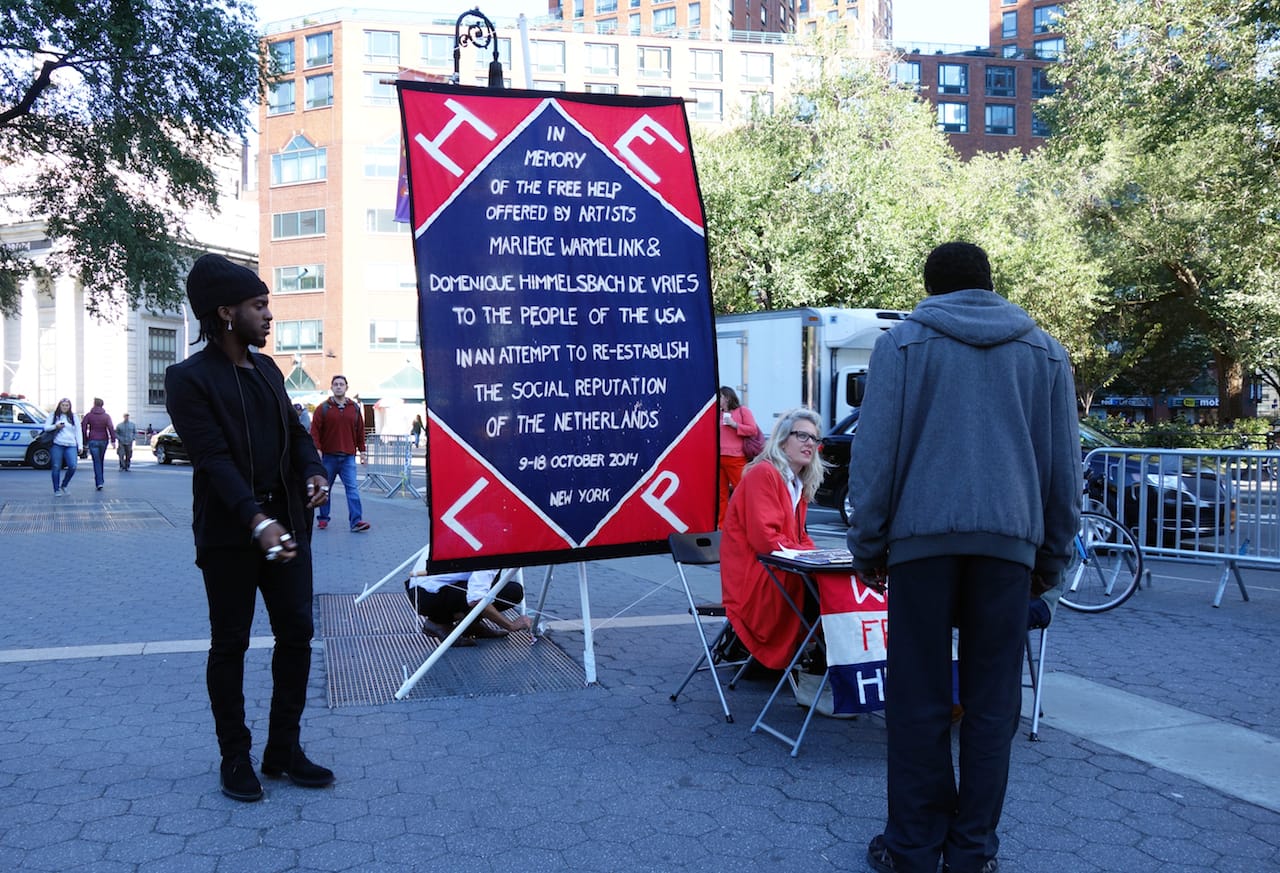 H E
IN
MEMORY
OF THE FREE HELP
OFFERED BY ARTISTS
MARIEKE WARMELINK &
DOMENIQUE HIMMELSBACH DE VRIES
TO THE PEOPLE OF THE USA
IN AN ATTEMPT TO RE-ESTABLISH
THE SOCIAL REPUTATION
OF THE NETHERLANDS
9-18 OCTOBER 2014
NEW YORK
L P
PD